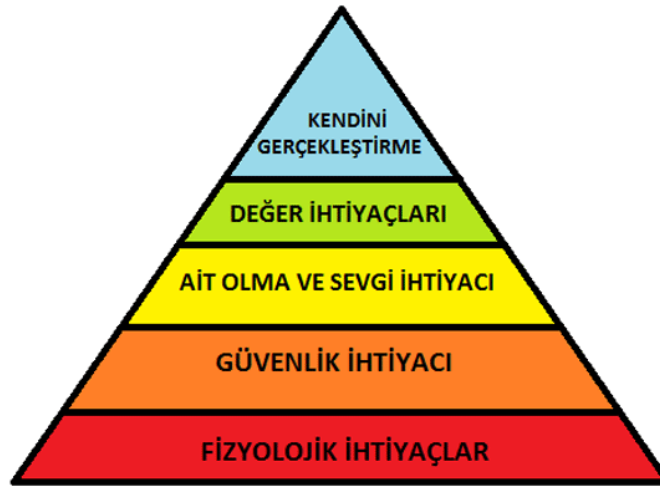 KENDİNİ
GERÇEKLEŞTİRME
DEĞER İHTİYAÇLARI
AİT OLMA VE SEVGİ İHTİYACI
GÜVENLİK İHTİYACI
FİZYOLOJİK İHTİYAÇLAR